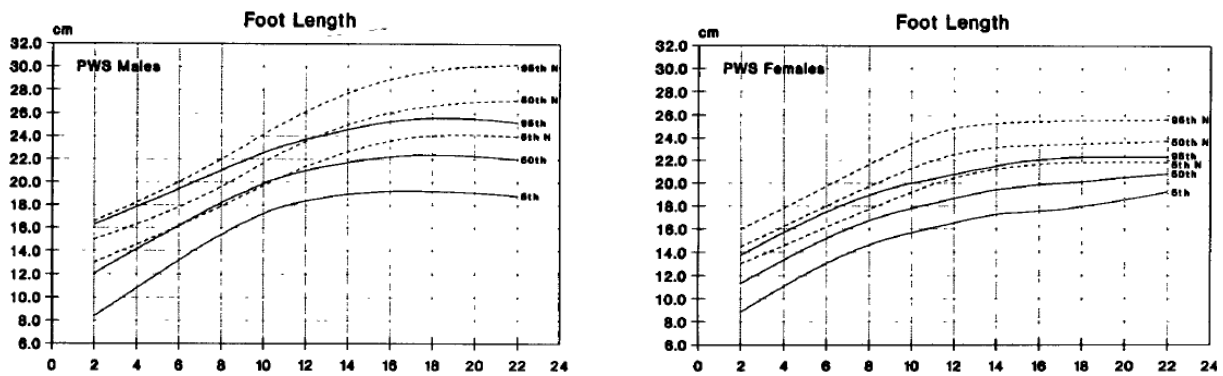 Foot Length
cm
32.0
30.0
28.0
26.0
24.0
22.0
20.0
18.0
16.0
14.0
12.0
10.0
8.0
6.0
PWS Males
95th N
50th N
95th
5th N
50th
5th
0 2 4 6 8 10 12 14 16 18 20 22 24
Foot Length
cm
32.0
30.0
28.0
26.0
24.0
22.0
20.0
18.0
16.0
14.0
12.0
10.0
8.0
6.0
PWS Females
95th N
50th N
95th
5th N
50th
5th
0 2 4 6 8 10 12 14 16 18 20 22 24